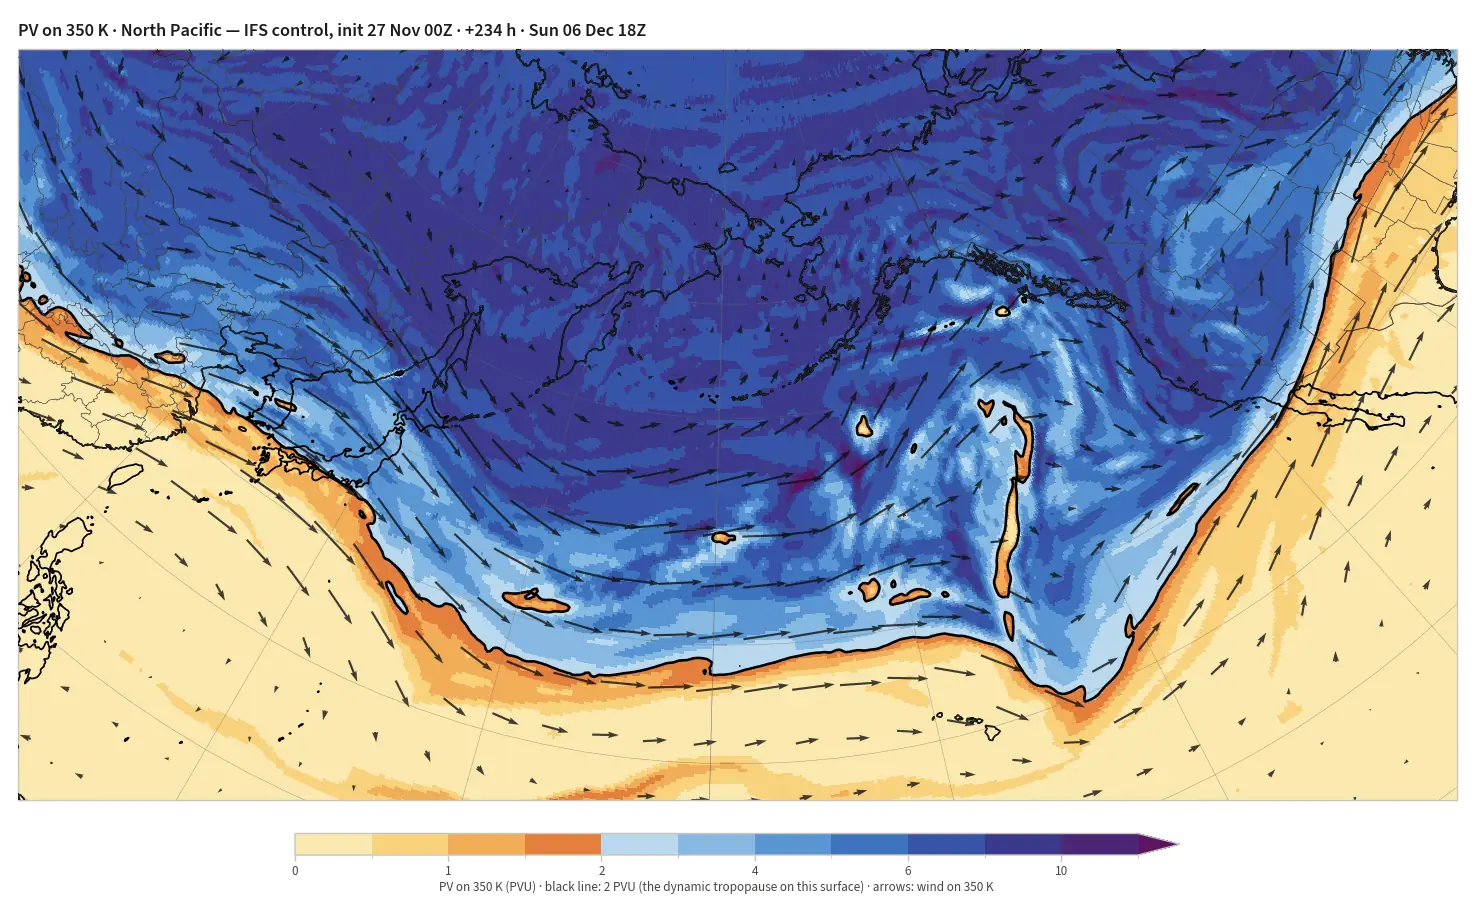 PV on 350 K · North Pacific — IFS control, init 27 Nov 00Z · +234 h · Sun 06 Dec 18Z
0 1 2 4 6 10
PV on 350 K (PVU) · black line: 2 PVU (the dynamic tropopause on this surface) · arrows: wind on 350 K